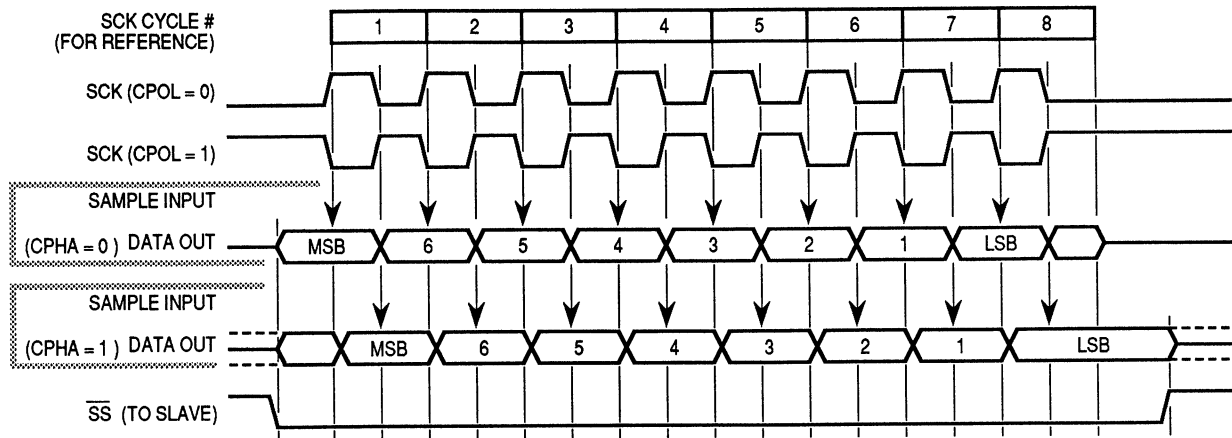 SCK CYCLE #
(FOR REFERENCE)
1 2 3 4 5 6 7 8
SCK (CPOL = 0)
SCK (CPOL = 1)
SAMPLE INPUT
(CPHA = 0) DATA OUT
MSB 6 5 4 3 2 1 LSB
SAMPLE INPUT
(CPHA = 1) DATA OUT
MSB 6 5 4 3 2 1 LSB
SS (TO SLAVE)